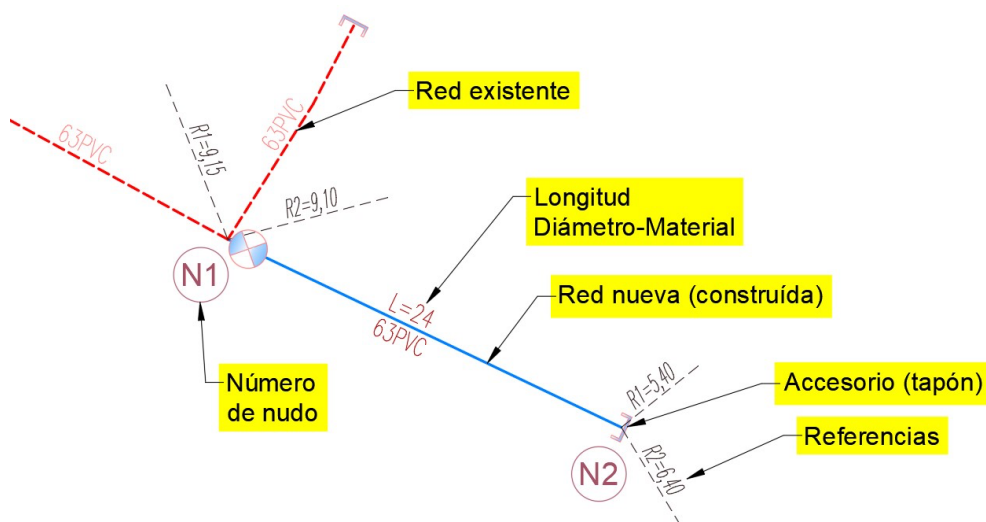 Red existente
63PVC
63PVC
R1=9,15
R2=9,10
Longitud
Diámetro-Material
N1
L=24
63PVC
Red nueva (construída)
Número
de nudo
R1=5,40
Accesorio (tapón)
Referencias
R2=6,40
N2